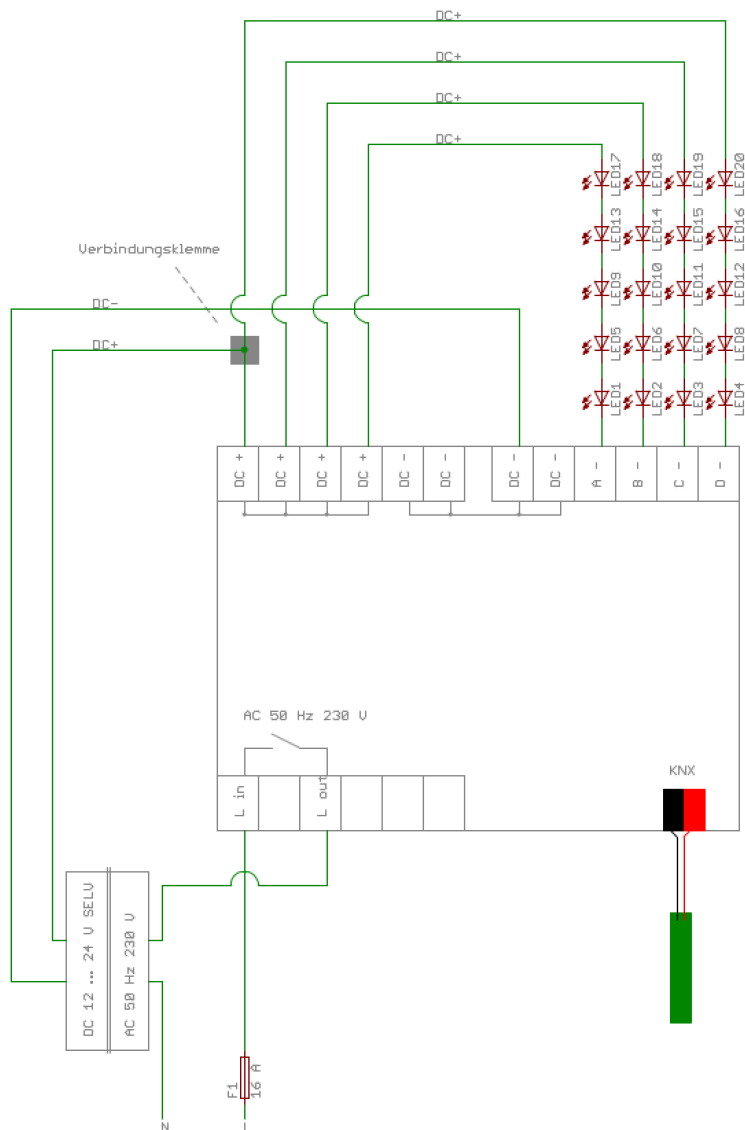 DC+
DC+
DC+
DC+
LED17
LED18
LED19
LED20
LED13
LED14
LED15
LED16
Verbindungsklemme
LED9
LED10
LED11
LED12
DC-
DC+
LED5
LED6
LED7
LED8
LED1
LED2
LED3
LED4
DC +
DC +
DC +
DC +
DC -
DC -
DC -
DC -
A -
B -
C -
D -
AC 50 Hz 230 V
KNX
L in
L out
DC 12 ... 24 V SELV
AC 50 Hz 230 V
F1
16 A
N